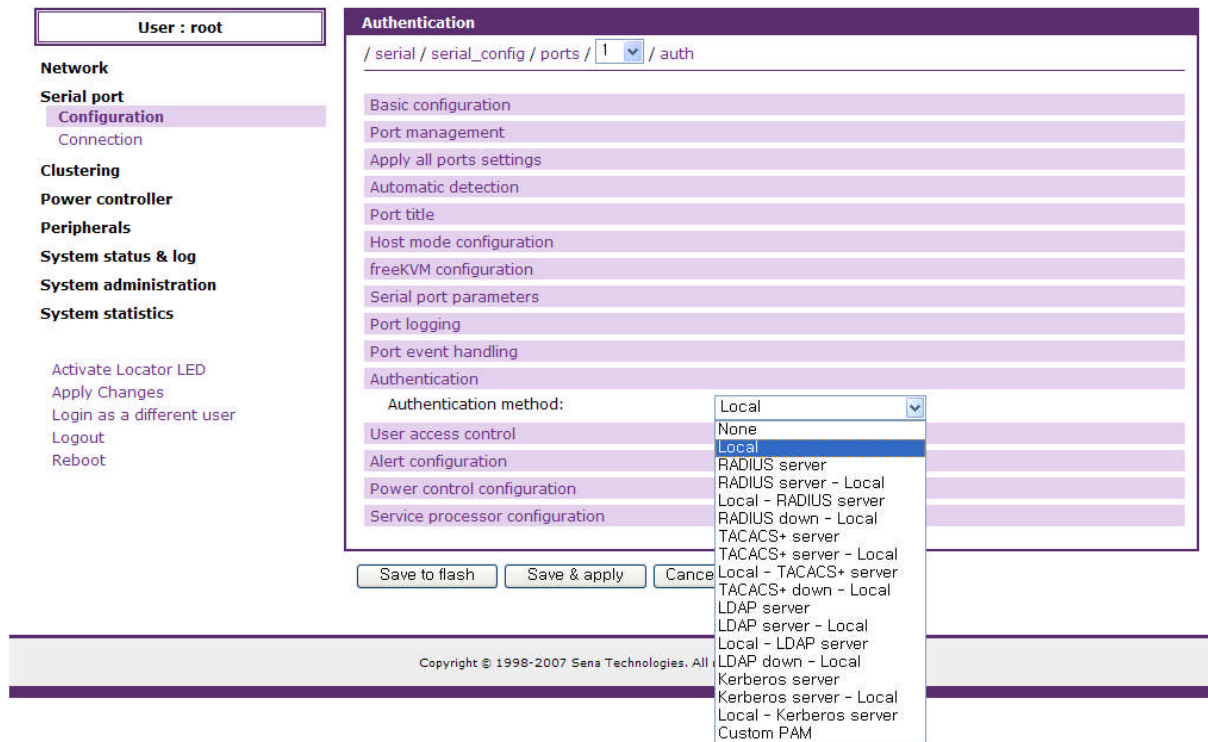 User : root
Network
Serial port
Configuration
Connection
Clustering
Power controller
Peripherals
System status & log
System administration
System statistics
Activate Locator LED
Apply Changes
Login as a different user
Logout
Reboot
Authentication
/ serial / serial_config / ports / 1 / auth
Basic configuration
Port management
Apply all ports settings
Automatic detection
Port title
Host mode configuration
freeKVM configuration
Serial port parameters
Port logging
Port event handling
Authentication
Authentication method: Local
User access control
Alert configuration
Power control configuration
Service processor configuration
None
Local
RADIUS server
RADIUS server - Local
Local - RADIUS server
RADIUS down - Local
TACACS+ server
TACACS+ server - Local
Local - TACACS+ server
TACACS+ down - Local
LDAP server
LDAP server - Local
Local - LDAP server
LDAP down - Local
Kerberos server
Kerberos server - Local
Local - Kerberos server
Custom PAM
Save to flash Save & apply Cance
Copyright © 1998-2007 Sena Technologies. All